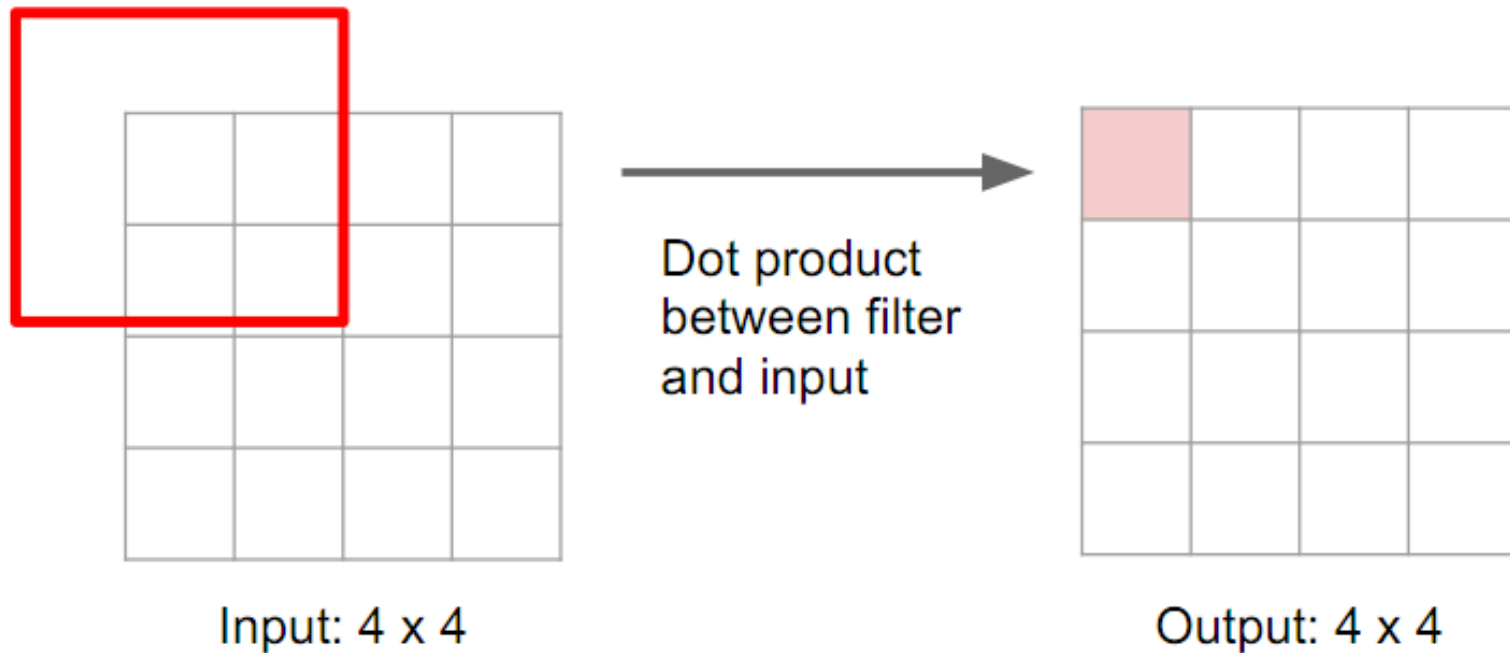 Dot product
between filter
and input
Input: 4 x 4
Output: 4 x 4